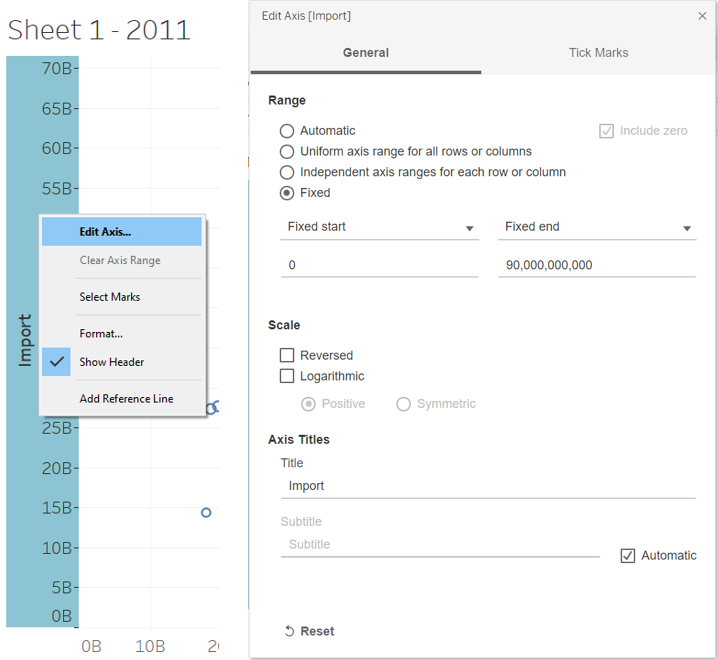 Sheet 1 - 2011
70B
65B
60B
55B
Edit Axis...
Clear Axis Range
Select Marks
Format...
Show Header
Add Reference Line
Import
25B
20B
15B
10B
5B
0B
0B 10B
Edit Axis [Import]
General Tick Marks
Range
Automatic Include zero
Uniform axis range for all rows or columns
Independent axis ranges for each row or column
Fixed
Fixed start Fixed end
0 90,000,000,000
Scale
Reversed
Logarithmic
Positive Symmetric
Axis Titles
Title
Import
Subtitle
Subtitle
Automatic
Reset